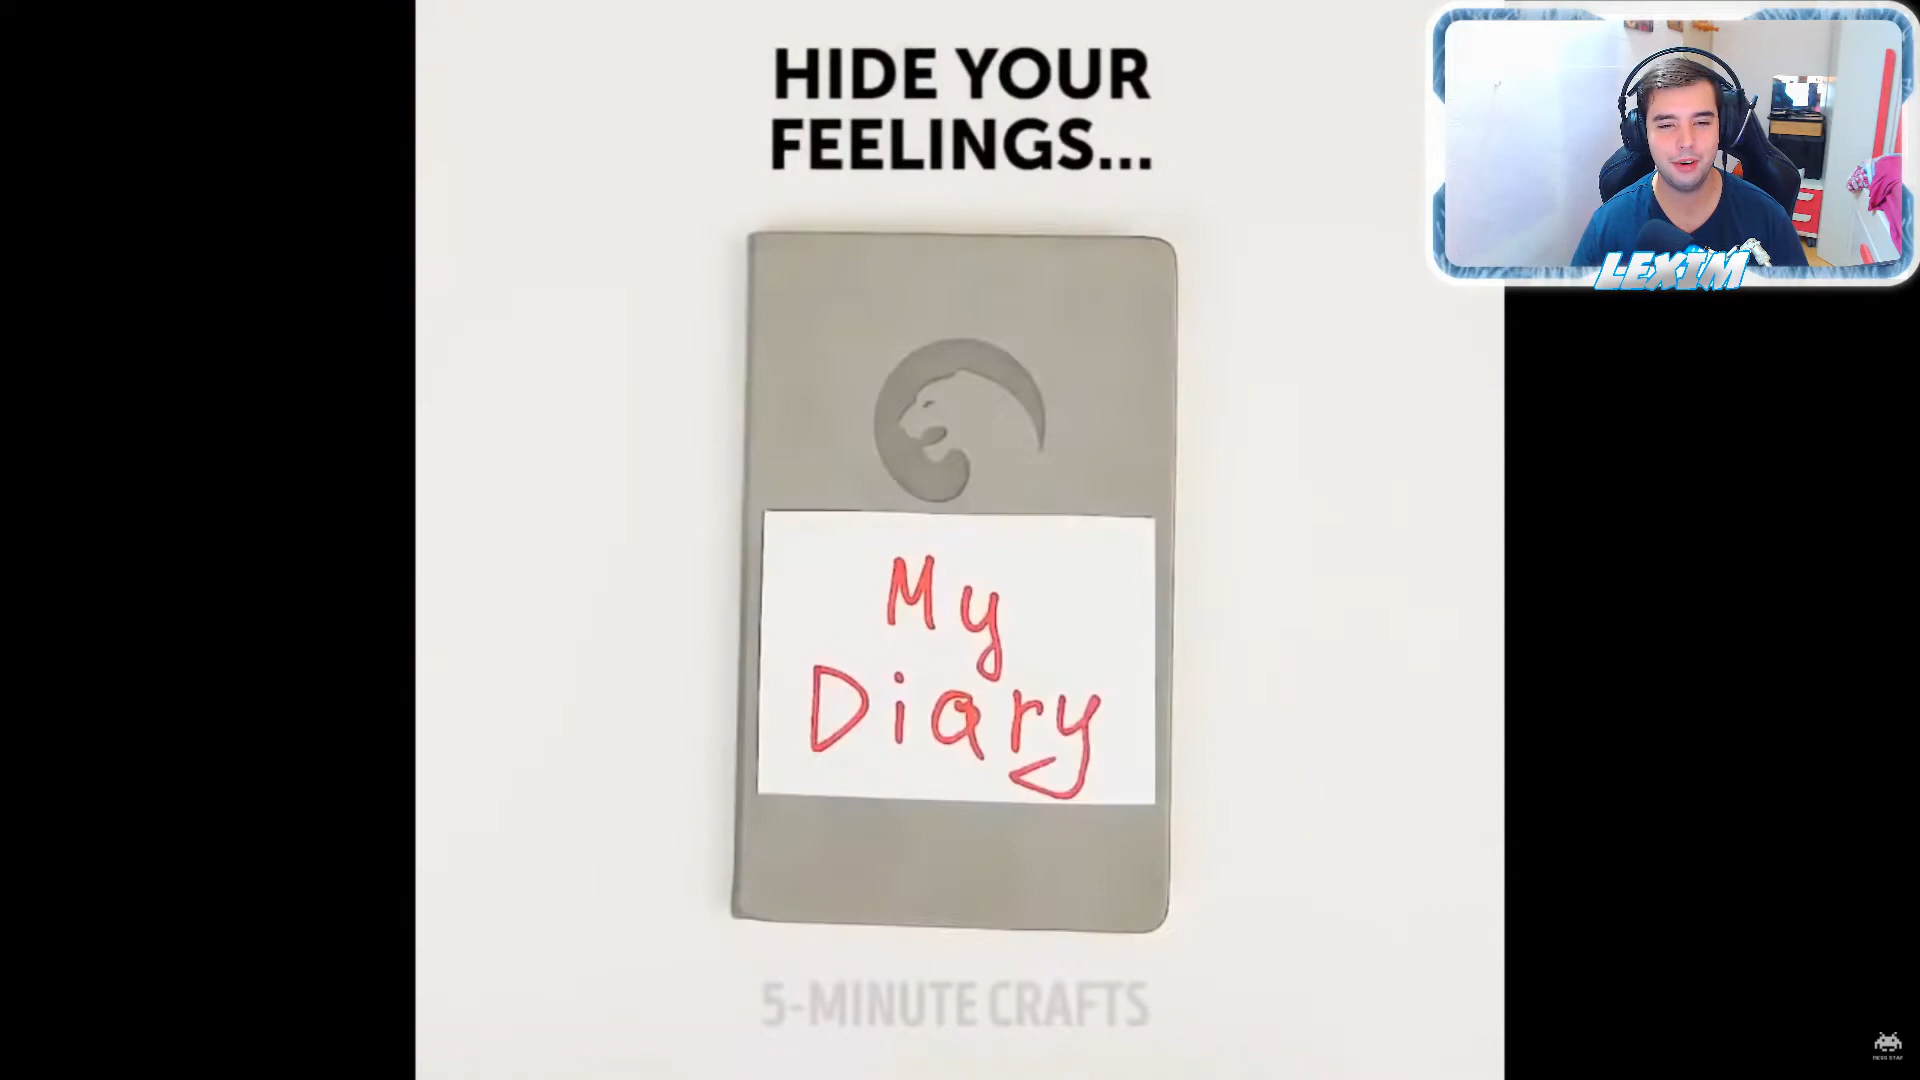 HIDE YOUR
FEELINGS...
LEXIM
My
Diary
5-MINUTE CRAFTS